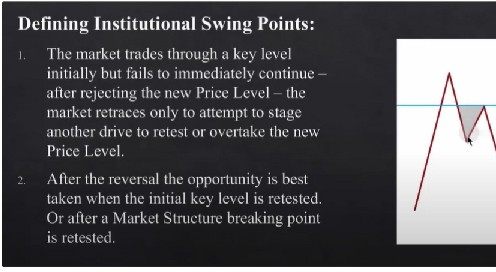 Defining Institutional Swing Points:
1. The market trades through a key level
initially but fails to immediately continue –
after rejecting the new Price Level – the
market retraces only to attempt to stage
another drive to retest or overtake the new
Price Level.
2. After the reversal the opportunity is best
taken when the initial key level is retested.
Or after a Market Structure breaking point
is retested.